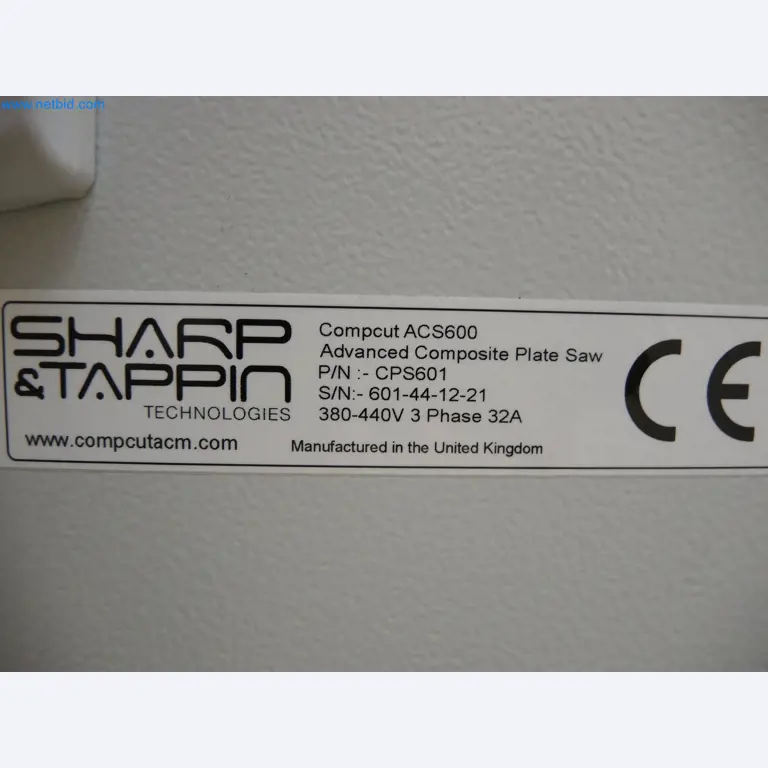 www.netbid.com
SHARP
&TAPPIN
TECHNOLOGIES
www.compcutacm.com
Compcut ACS600
Advanced Composite Plate Saw
P/N :- CPS601
S/N:- 601-44-12-21
380-440V 3 Phase 32A
Manufactured in the United Kingdom
CE